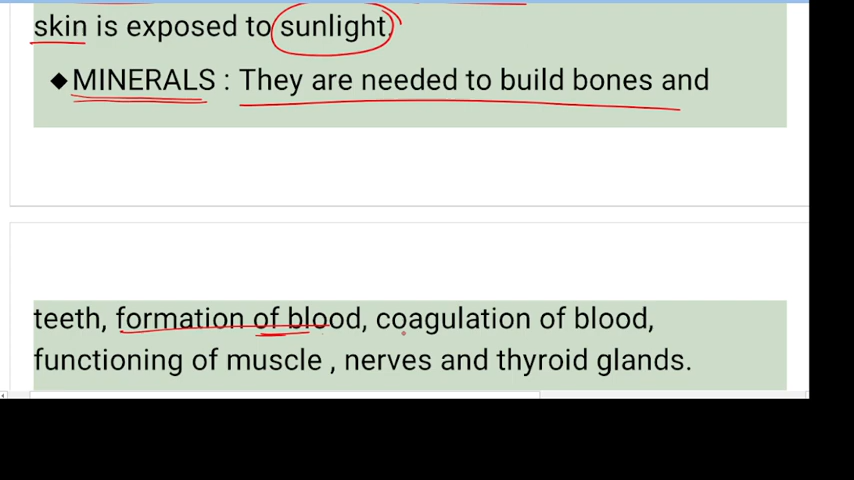 skin is exposed to sunlight.
◆MINERALS : They are needed to build bones and
teeth, formation of blood, coagulation of blood,
functioning of muscle , nerves and thyroid glands.